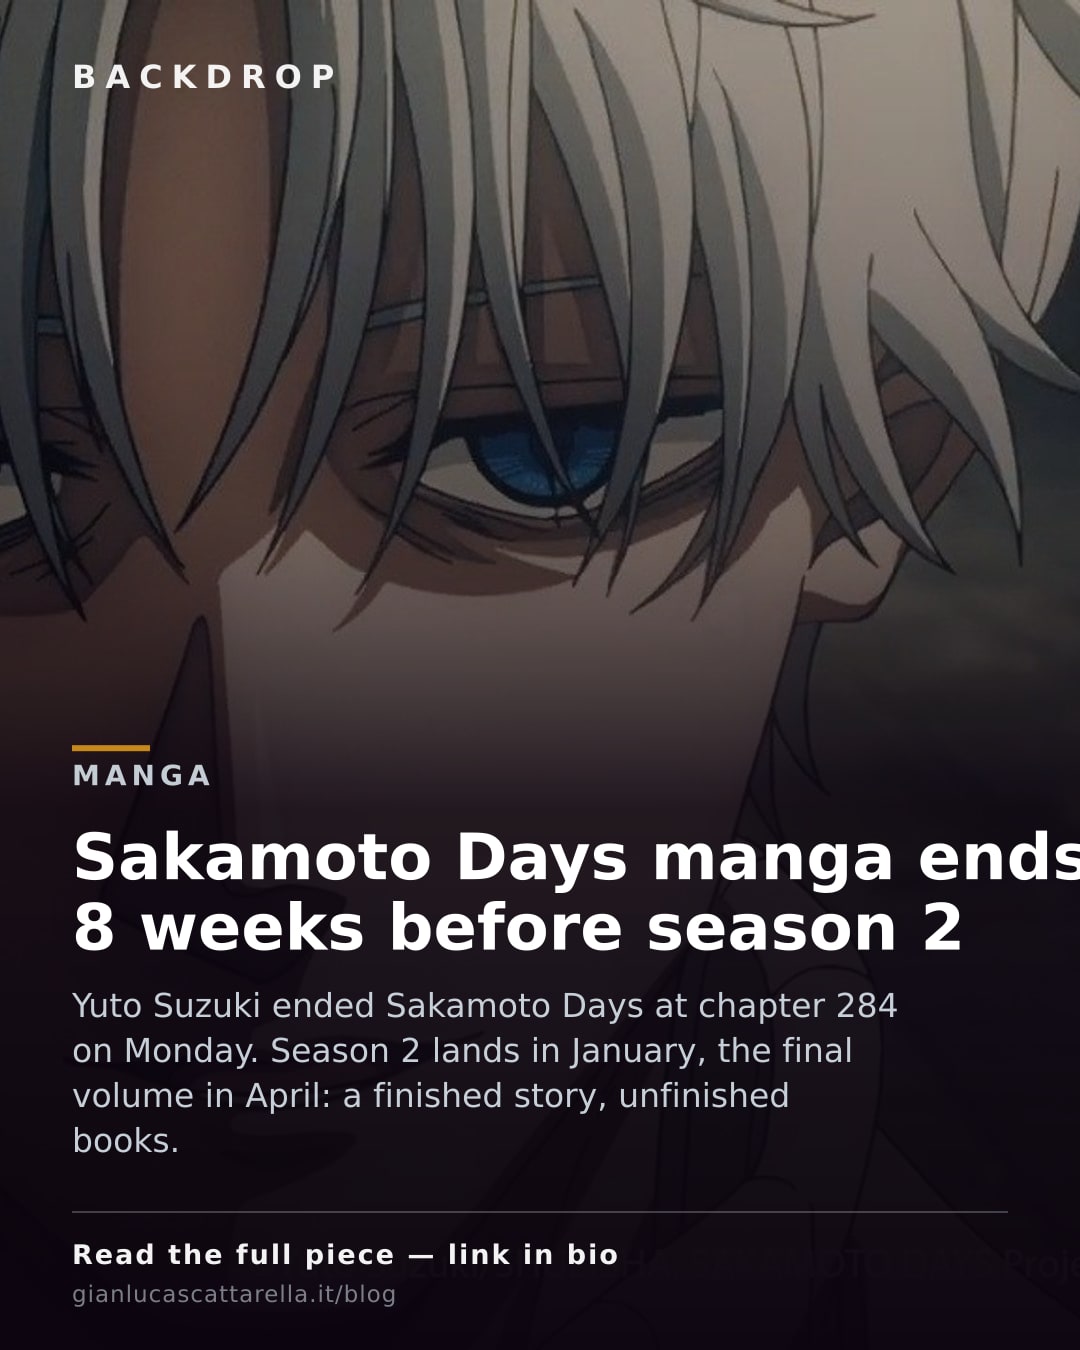 BACKDROP
MANGA
Sakamoto Days manga ends
8 weeks before season 2
Yuto Suzuki ended Sakamoto Days at chapter 284
on Monday. Season 2 lands in January, the final
volume in April: a finished story, unfinished
books.
Read the full piece — link in bio
gianlucascattarella.it/blog